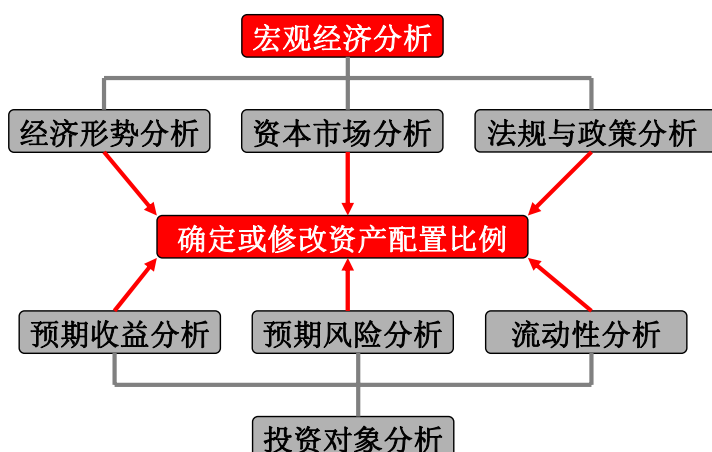 宏观经济分析
经济形势分析
资本市场分析
法规与政策分析
确定或修改资产配置比例
预期收益分析
预期风险分析
流动性分析
投资对象分析